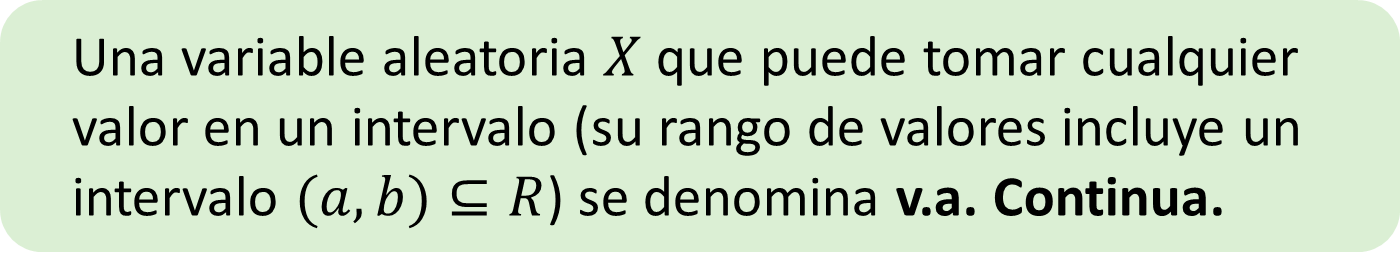 Una variable aleatoria X que puede tomar cualquier
valor en un intervalo (su rango de valores incluye un
intervalo (a, b) ⊆ R) se denomina v.a. Continua.